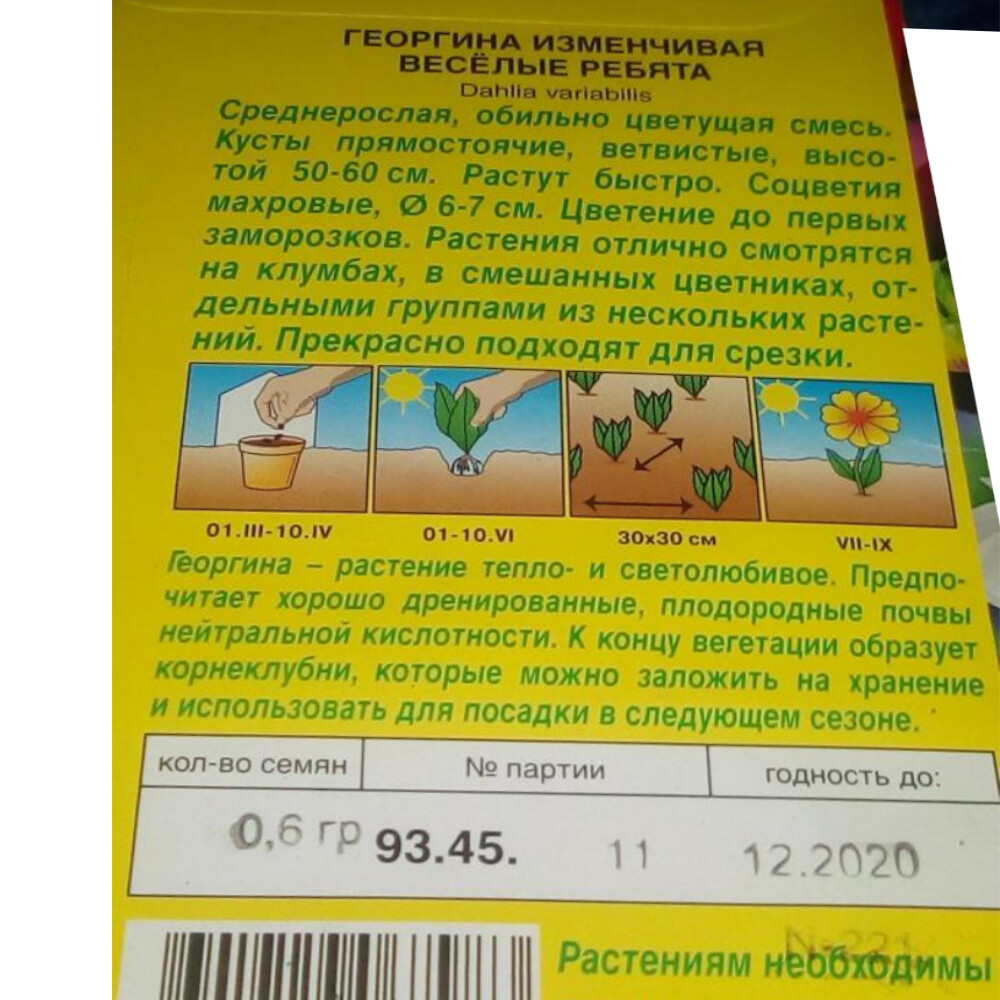 ГЕОРГИНА ИЗМЕНЧИВАЯ
ВЕСЁЛЫЕ РЕБЯТА
Dahlia variabilis
Среднерослая, обильно цветущая смесь.
Кусты прямостоячие, ветвистые, высо-
той 50-60 см. Растут быстро. Соцветия
махровые, Ø 6-7 см. Цветение до первых
заморозков. Растения отлично смотрятся
на клумбах, в смешанных цветниках, от-
дельными группами из нескольких расте-
ний. Прекрасно подходят для срезки.
01.III-10.IV 01-10.VI 30х30 см VII-IX
Георгина – растение тепло- и светолюбивое. Предпо-
читает хорошо дренированные, плодородные почвы
нейтральной кислотности. К концу вегетации образует
корнеклубни, которые можно заложить на хранение
и использовать для посадки в следующем сезоне.
кол-во семян № партии годность до:
0,6 гр 93.45. 11 12.2020
Растениям необходимы